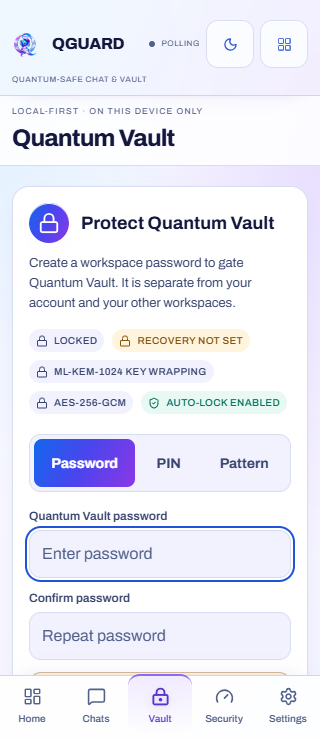 QGUARD
POLLING
QUANTUM-SAFE CHAT & VAULT
LOCAL-FIRST · ON THIS DEVICE ONLY
Quantum Vault
Protect Quantum Vault
Create a workspace password to gate
Quantum Vault. It is separate from your
account and your other workspaces.
LOCKED
RECOVERY NOT SET
ML-KEM-1024 KEY WRAPPING
AES-256-GCM
AUTO-LOCK ENABLED
Password
PIN
Pattern
Quantum Vault password
Enter password
Confirm password
Repeat password
Home
Chats
Vault
Security
Settings